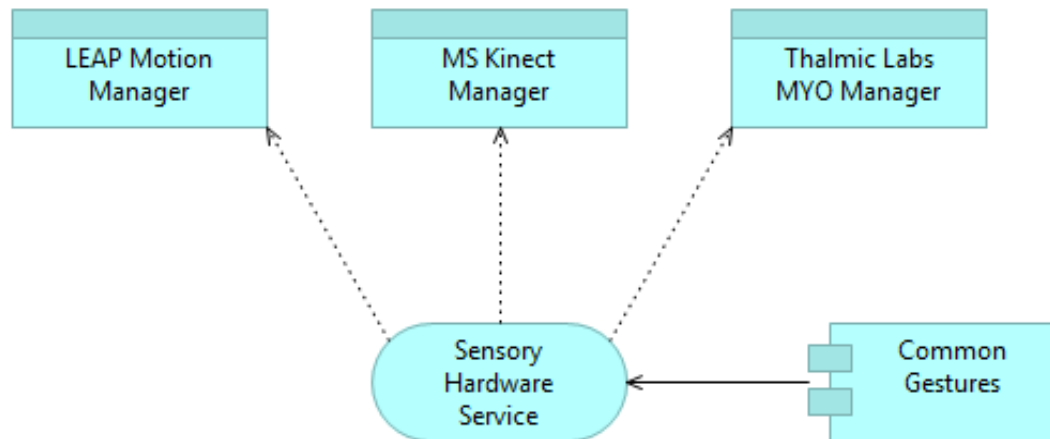 LEAP Motion
Manager
MS Kinect
Manager
Thalmic Labs
MYO Manager
Sensory
Hardware
Service
Common
Gestures